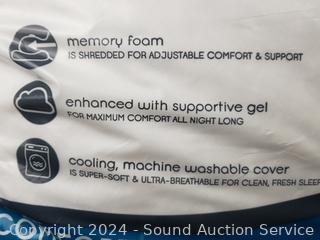 memory foam
IS SHREDDED FOR ADJUSTABLE COMFORT & SUPPORT
enhanced with supportive gel
FOR MAXIMUM COMFORT ALL NIGHT LONG
cooling, machine washable cover
IS SUPER-SOFT & ULTRA-BREATHABLE FOR CLEAN, FRESH SLEEP
Copyright 2024 - Sound Auction Service